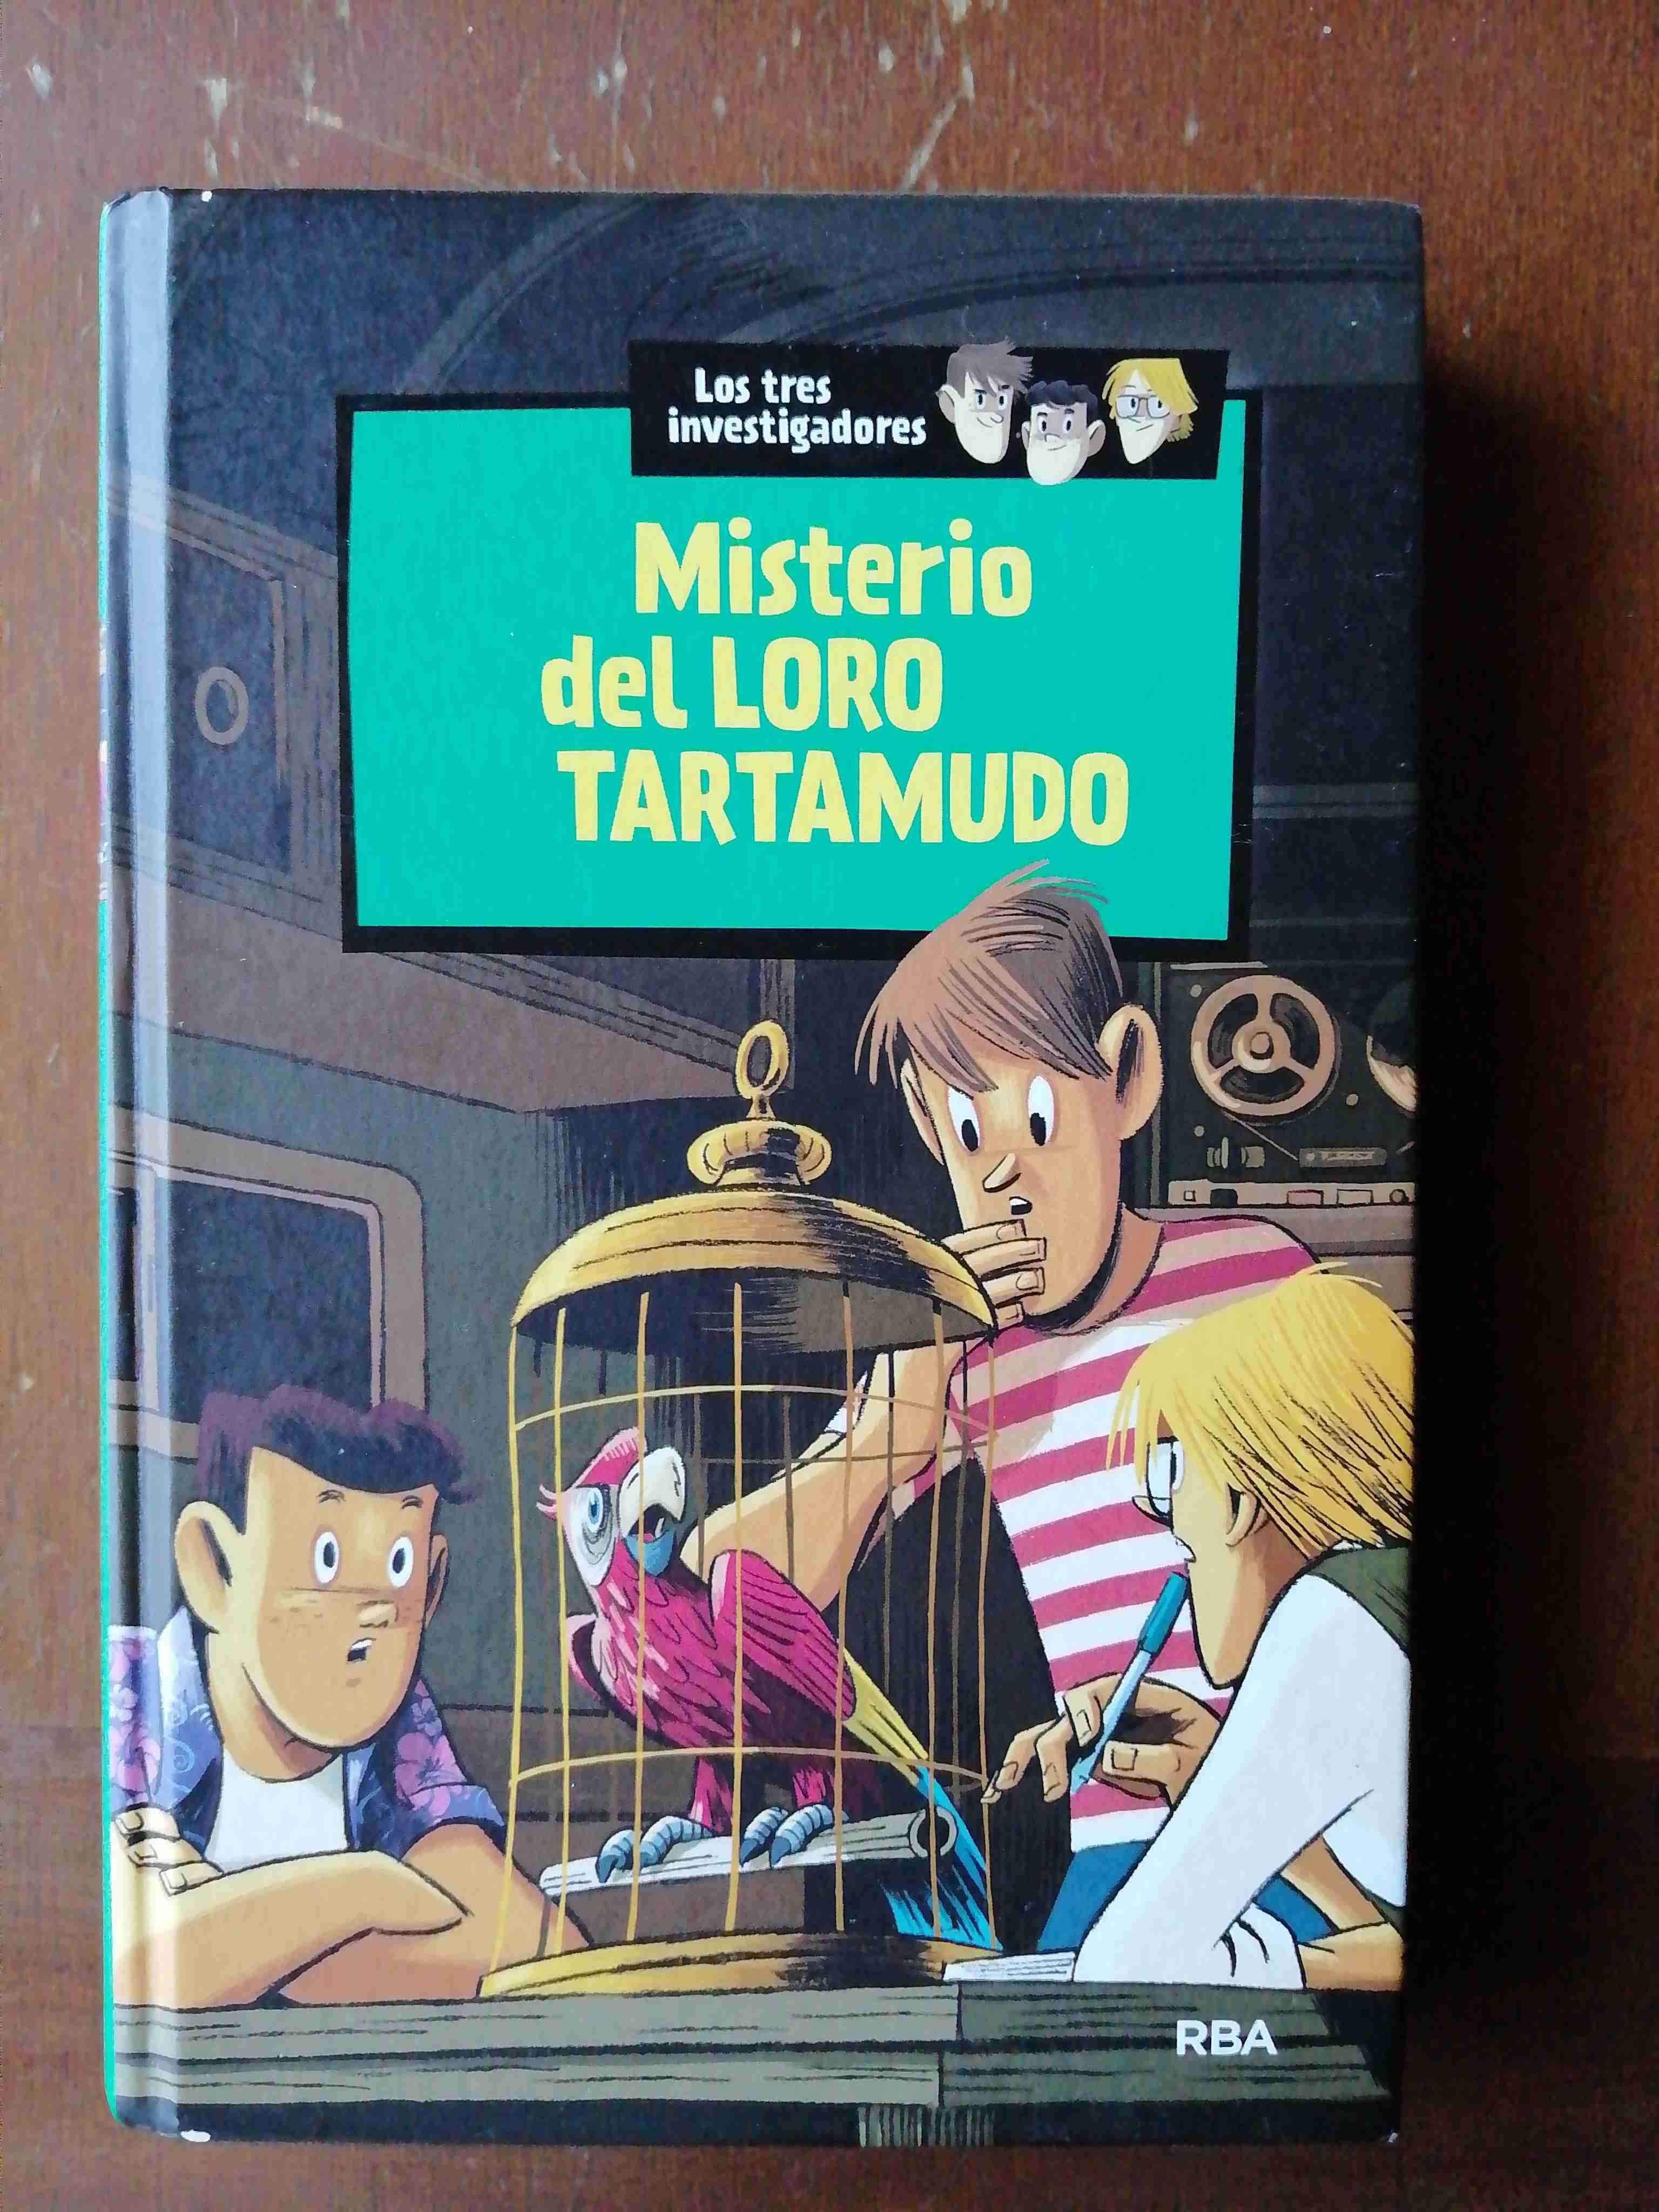 Los tres
investigadores
Misterio
del LORO
TARTAMUDO
RBA